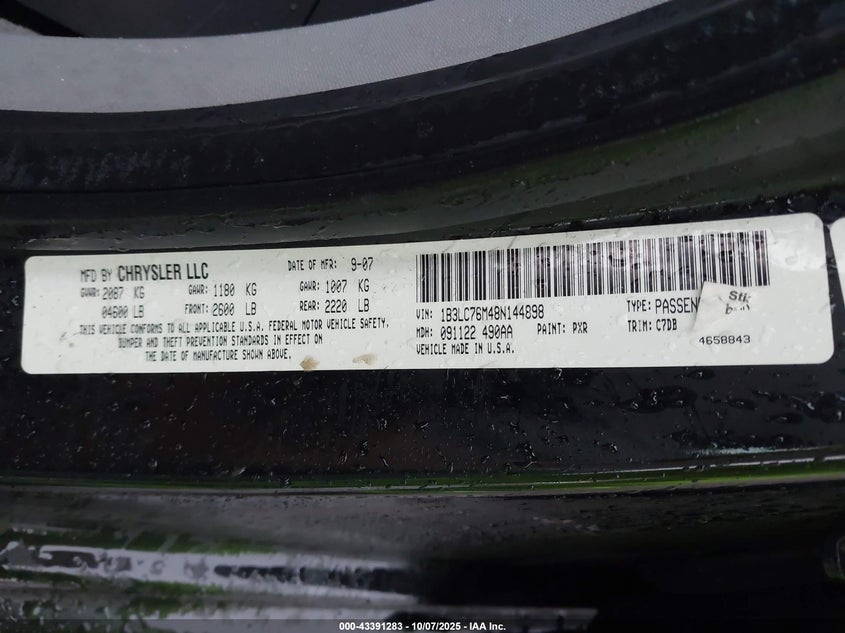 MFD BY CHRYSLER LLC
DATE OF MFR: 9-07
GVWR: 2087 KG
GAWR: 1180 KG
GAWR: 1007 KG
04600 LB
FRONT: 2600 LB
REAR: 2220 LB
THIS VEHICLE CONFORMS TO ALL APPLICABLE U.S.A. FEDERAL MOTOR VEHICLE SAFETY,
BUMPER AND THEFT PREVENTION STANDARDS IN EFFECT ON
THE DATE OF MANUFACTURE SHOWN ABOVE.
VIN: 1B3LC76M48N144898
TYPE: PASSEN
MDH: 091122 490AA
PAINT: PXR
TRIM: C7DB
VEHICLE MADE IN U.S.A.
4658843
000-43391283 - 10/07/2025 - IAA Inc.